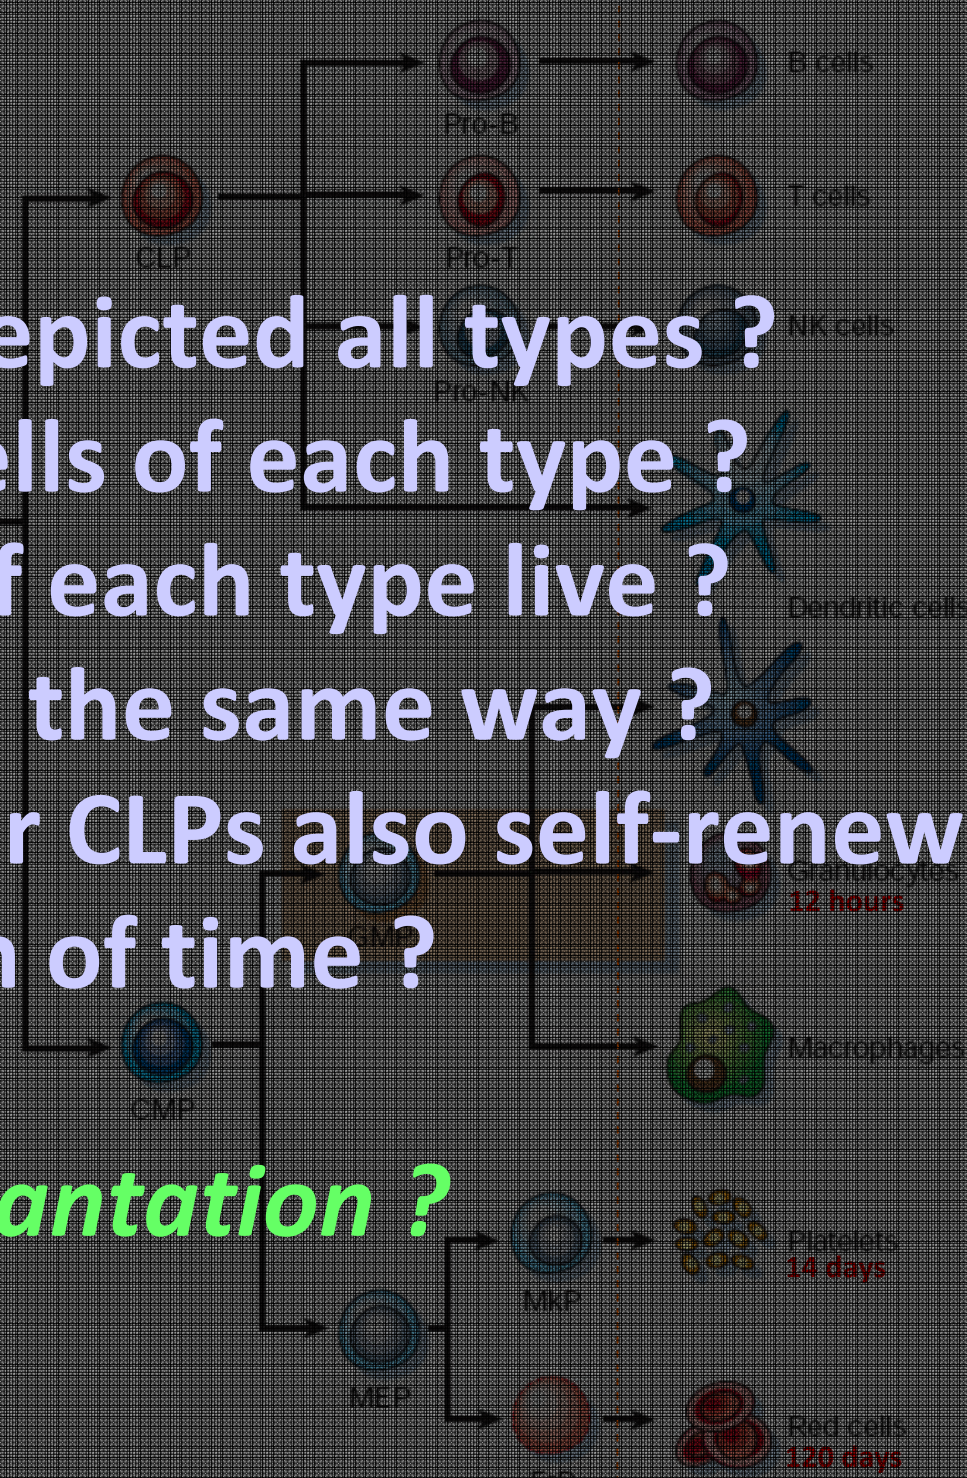 B cells
Pro-B
T cells
CLP
Pro-T
epicted all types ?
NK cells
Pro-NK
ells of each type ?
f each type live ?
Dendritic cells
the same way ?
r CLPs also self-renew
Granulocytes
12 hours
GMP
n of time ?
Macrophages
CMP
antation ?
Platelets
14 days
MkP
MEP
Red cells
120 days